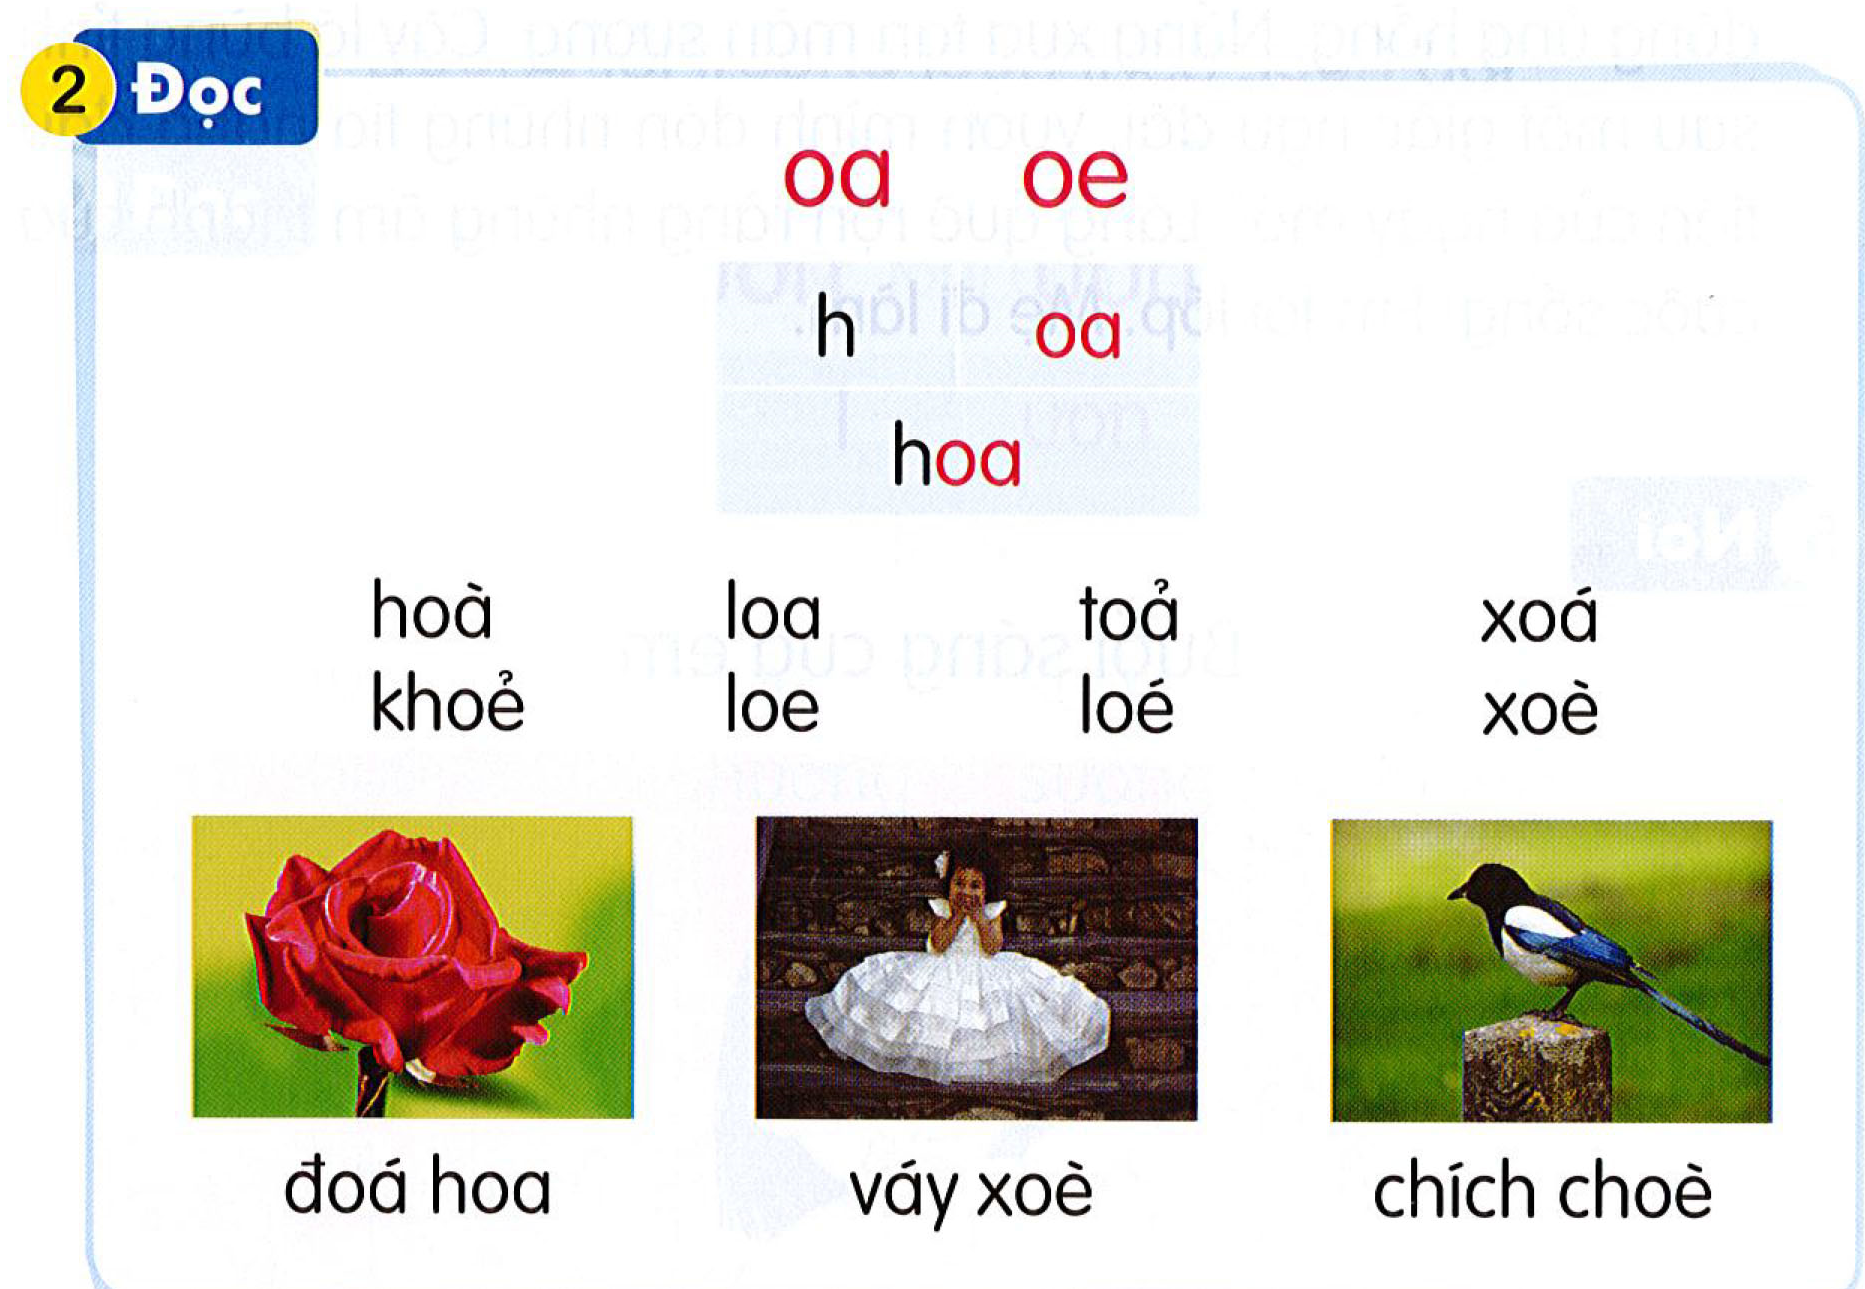 2 Đọc
oa oe
h oa
hoa
hoà loa toả xoá
khoẻ loe loé xoè
đoá hoa váy xoè chích choè